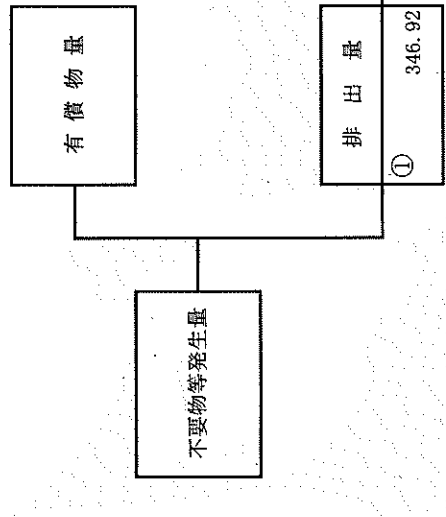 不要物等発生量
有償物量
排出量
①
346.92